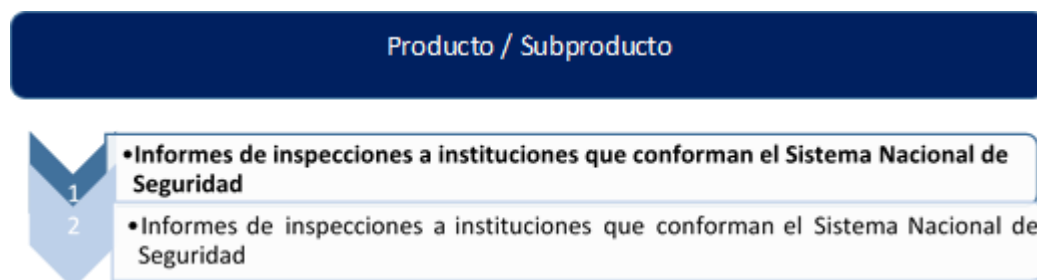 Producto / Subproducto
1
•Informes de inspecciones a instituciones que conforman el Sistema Nacional de
Seguridad
2
•Informes de inspecciones a instituciones que conforman el Sistema Nacional de
Seguridad